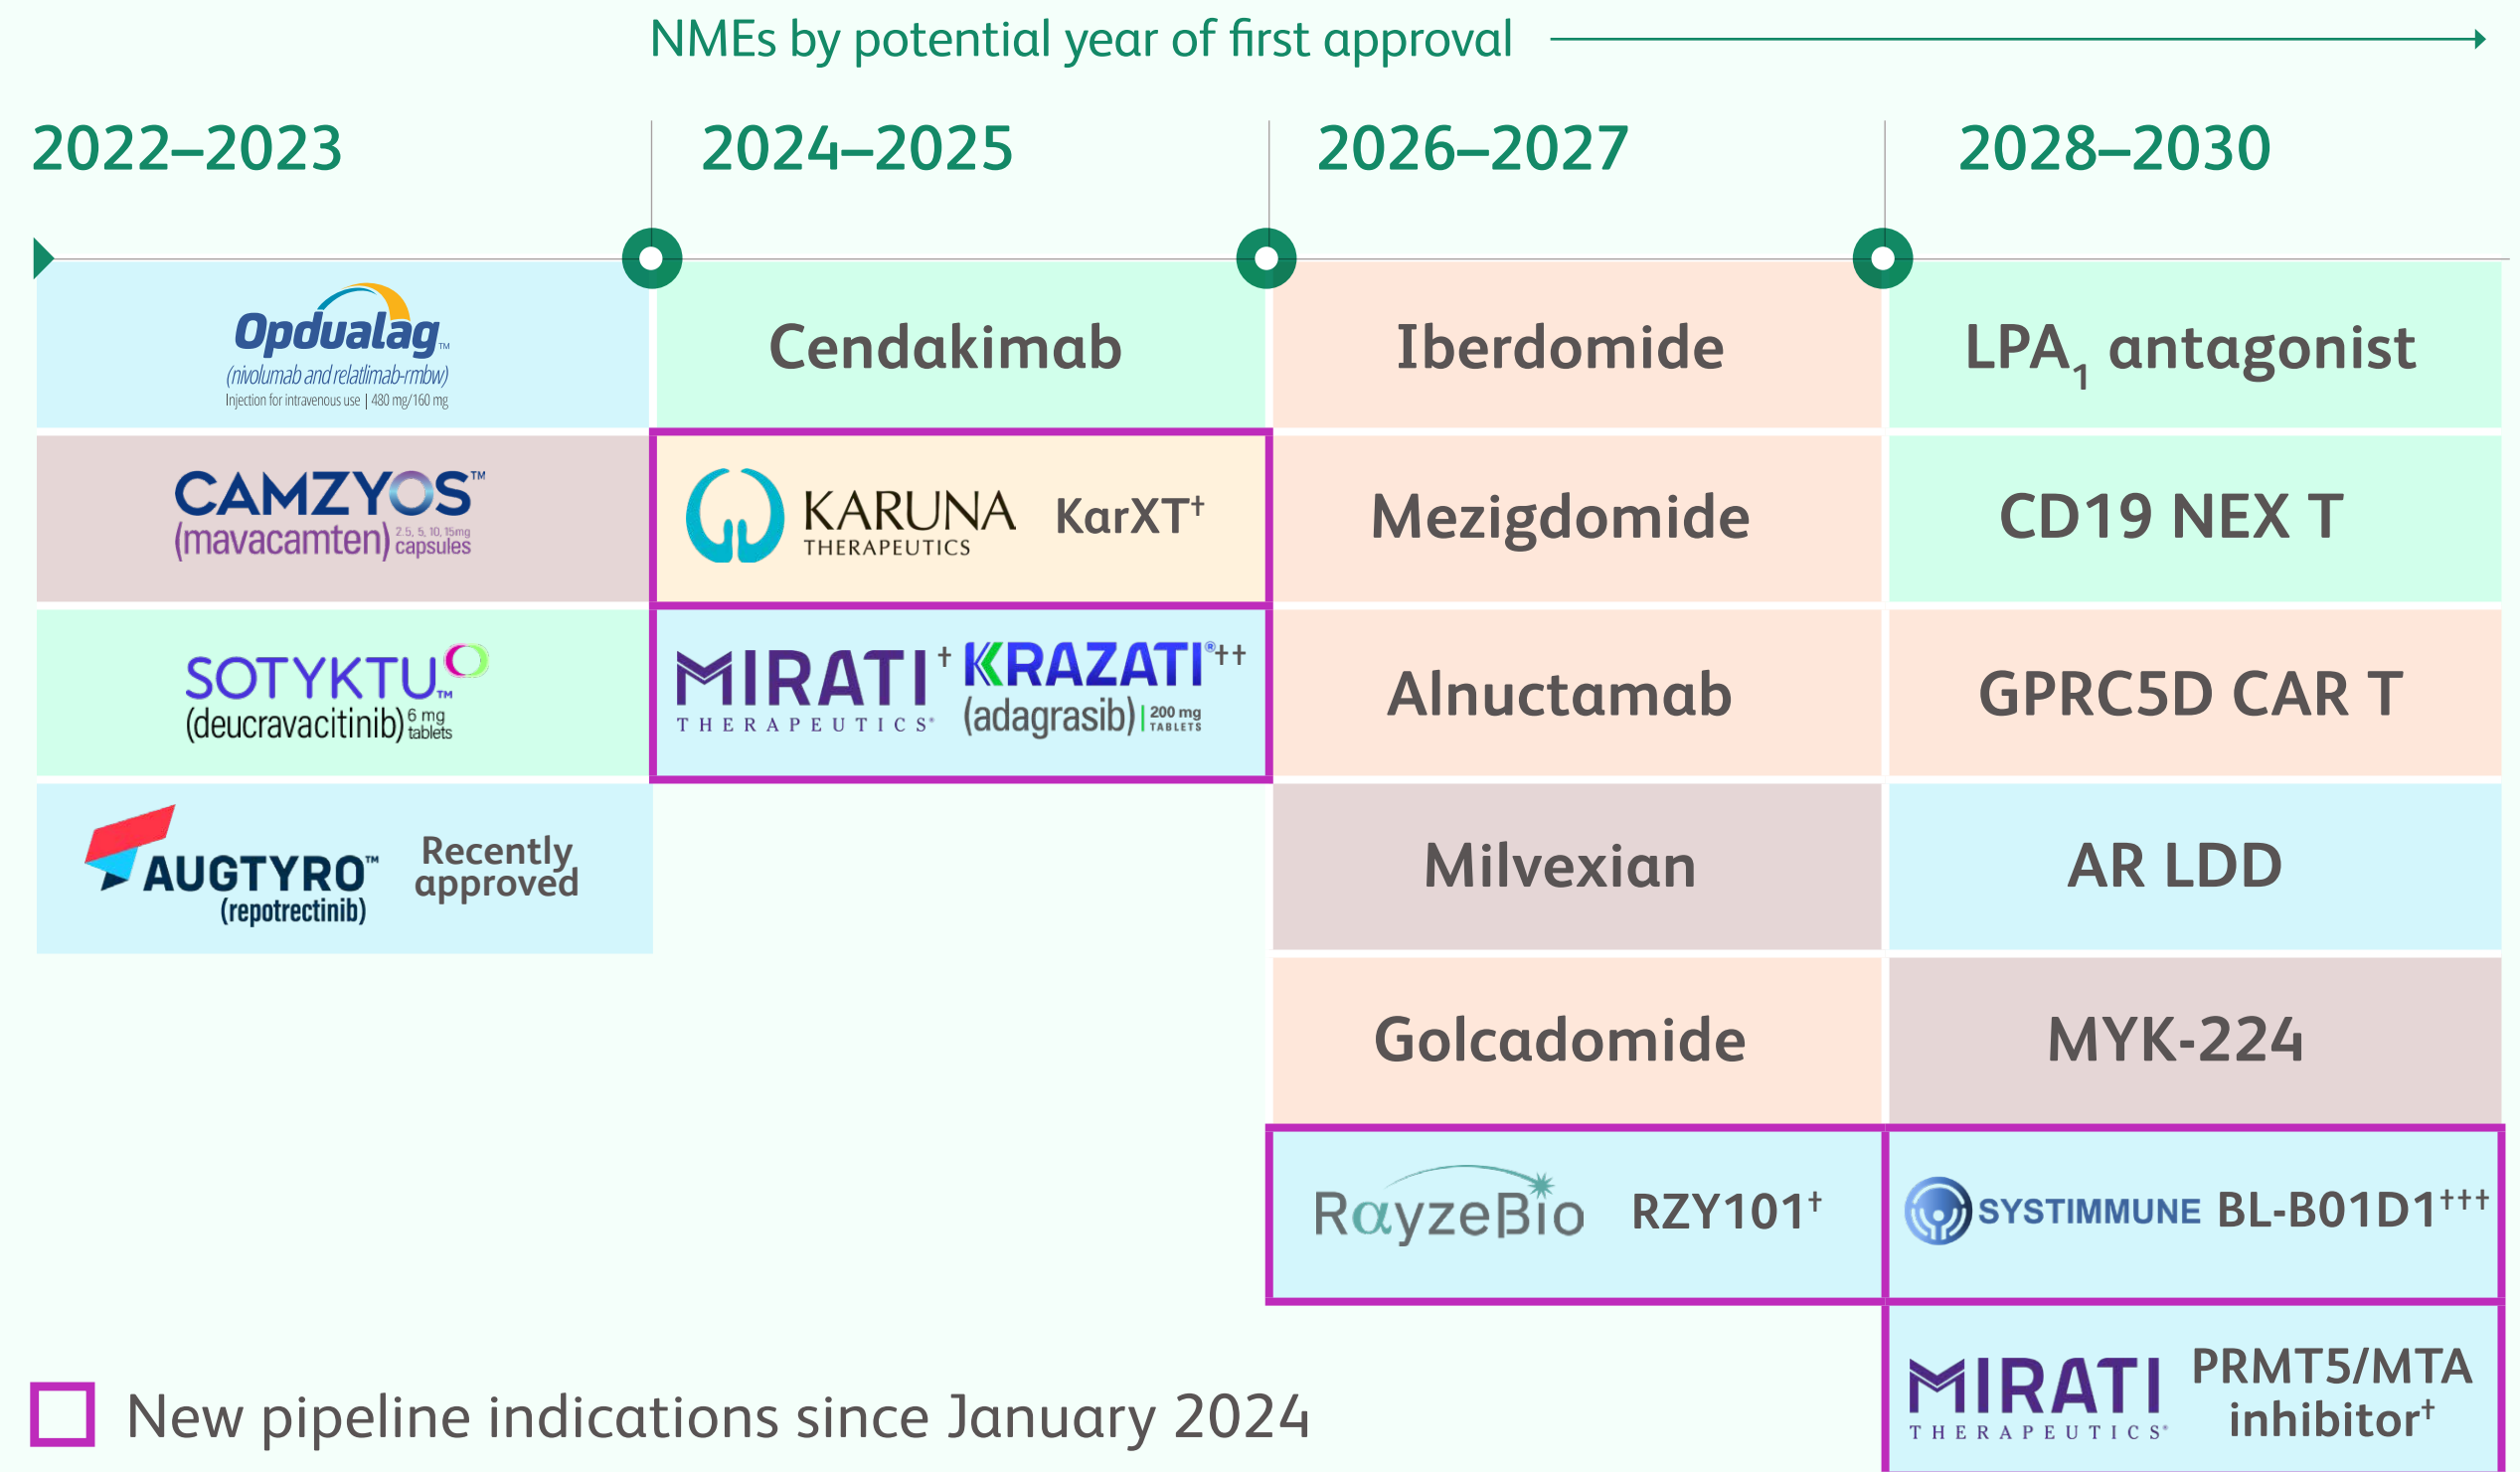 NMEs by potential year of first approval
2022–2023
2024–2025
2026–2027
2028–2030
Opdualag™
(nivolumab and relatlimab-rmbw)
Injection for intravenous use | 480 mg/160 mg
CAMZYOS™
(mavacamten) 2.5, 5, 10, 15mg
capsules
SOTYKTU™
(deucravacitinib) 6 mg
tablets
AUGTYRO™
(repotrectinib)
Recently
approved
Cendakimab
KARUNA
THERAPEUTICS
KarXT†
MIRATI†
THERAPEUTICS®
KRAZATI®††
(adagrasib) | 200 mg
TABLETS
Iberdomide
Mezigdomide
Alnuctamab
Milvexian
Golcadomide
RαyzeBio
RZY101†
LPA₁ antagonist
CD19 NEX T
GPRC5D CAR T
AR LDD
MYK-224
SYSTIMMUNE BL-B01D1†††
MIRATI
THERAPEUTICS®
PRMT5/MTA
inhibitor†
New pipeline indications since January 2024